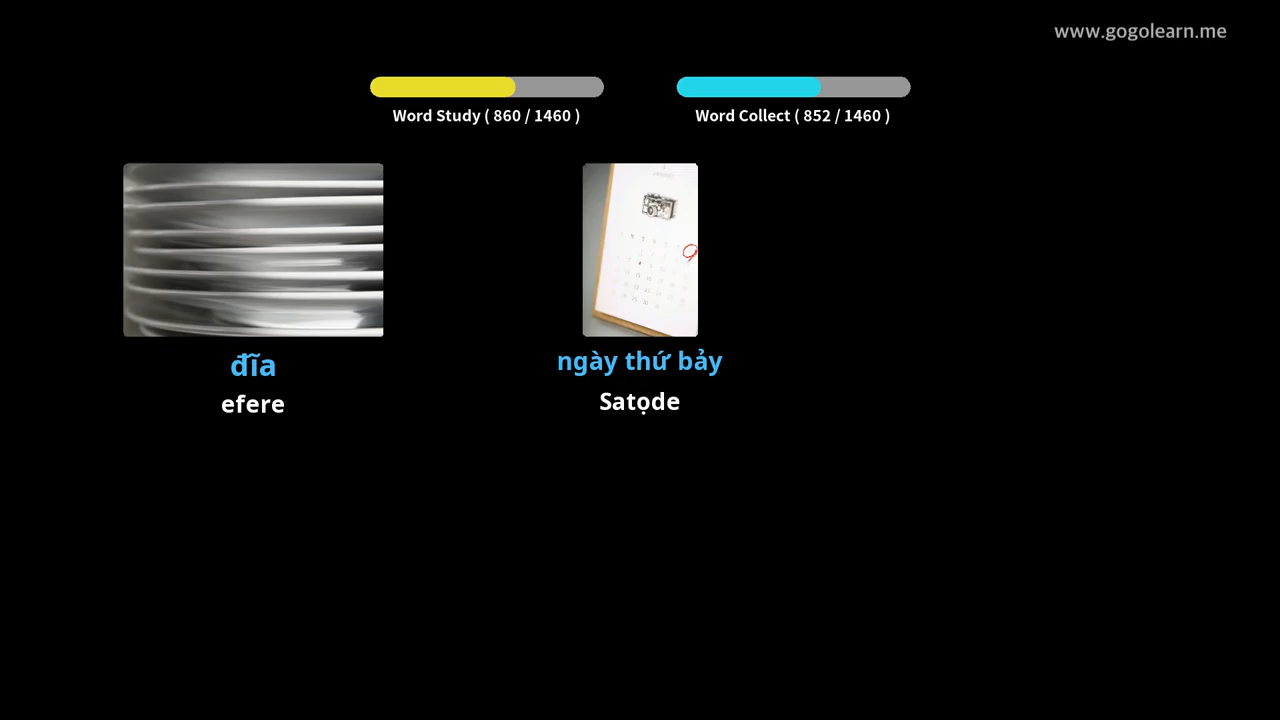 www.gogolearn.me
Word Study ( 860 / 1460 )
Word Collect ( 852 / 1460 )
đĩa
efere
ngày thứ bảy
Satọde